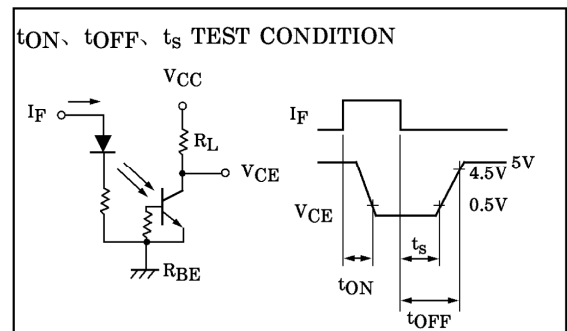 tON、tOFF、ts TEST CONDITION
VCC
IF
RL
VCE
RBE
IF
5V
4.5V
VCE
0.5V
ts
tON
tOFF